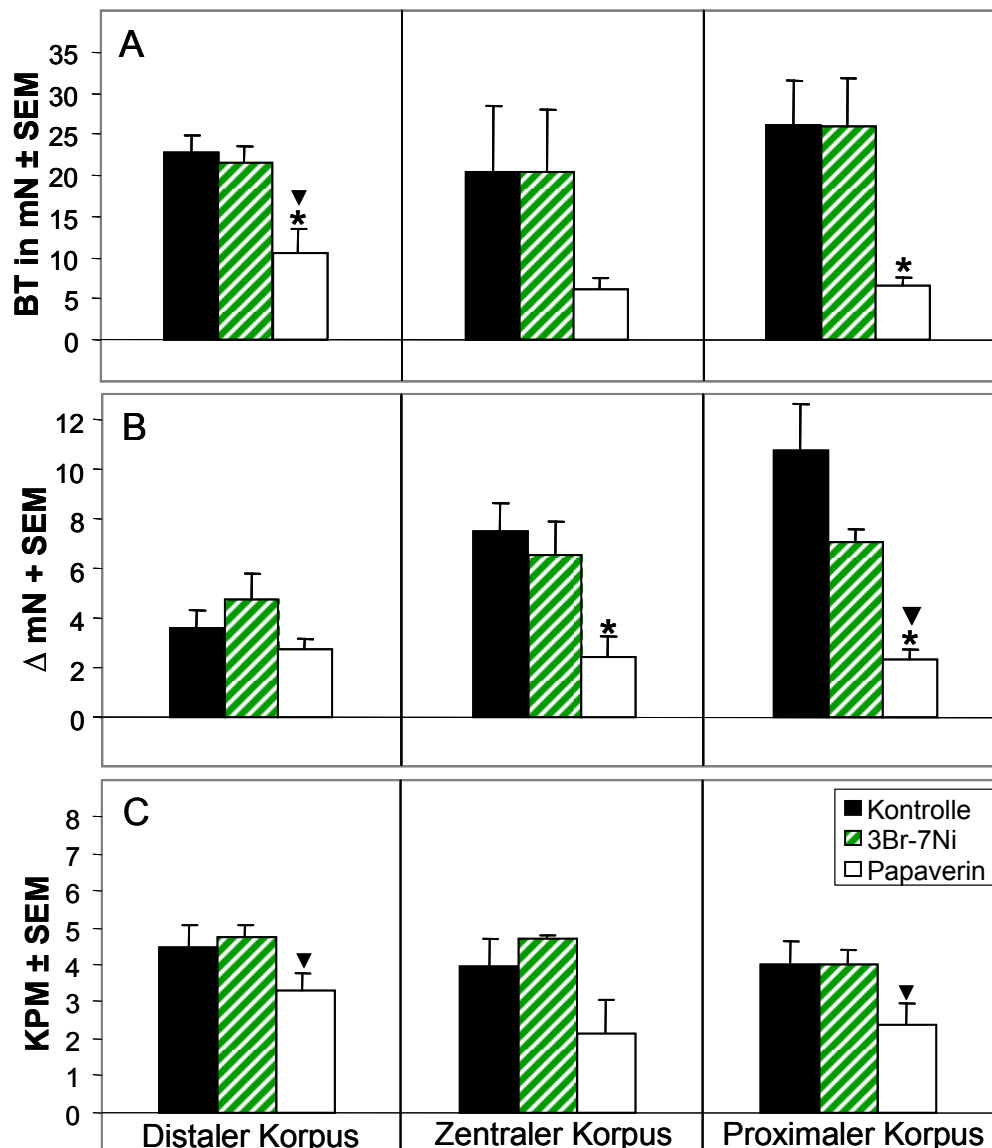 A
BT in mN ± SEM
35
30
25
20
15
10
5
0
▼
*
*
B
Δ mN + SEM
12
10
8
6
4
2
0
*
▼
*
C
KPM ± SEM
8
7
6
5
4
3
2
1
0
▼
▼
Kontrolle
3Br-7Ni
Papaverin
Distaler Korpus
Zentraler Korpus
Proximaler Korpus